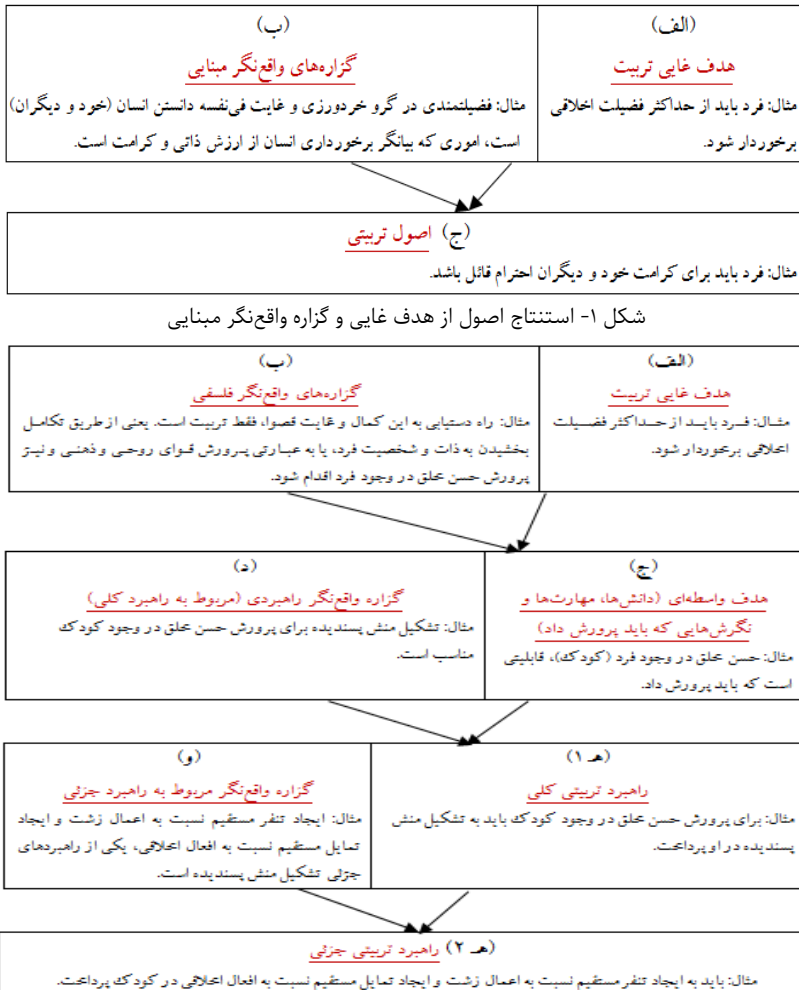 (الف)
هدف غایی تربیت
مثال: فرد باید از حداکثر فضیلت اخلاقی
برخوردار شود.
(ب)
گزاره‌های واقع‌نگر مبنایی
مثال: فضیلتمندی در گرو خردورزی و غایت فی‌نفسه دانستن انسان (خود و دیگران)
است، اموری که بیانگر برخورداری انسان از ارزش ذاتی و کرامت است.
(ج) اصول تربیتی
مثال: فرد باید برای کرامت خود و دیگران احترام قائل باشد.
شکل ۱- استنتاج اصول از هدف غایی و گزاره واقع‌نگر مبنایی
(الف)
هدف غایی تربیت
مثال: فرد باید از حداکثر فضیلت
اخلاقی برخوردار شود.
(ب)
گزاره‌های واقع‌نگر فلسفی
مثال: راه دستیابی به این کمال و غایت قصوا، فقط تربیت است. یعنی از طریق تکامل
بخشیدن به ذات و شخصیت فرد، یا به عبارتی پرورش قوای روحی و ذهنی و نیز
پرورش حسن خلق در وجود فرد اقدام شود.
(ج)
هدف واسطه‌ای (دانش‌ها، مهارت‌ها و
نگرش‌هایی که باید پرورش داد)
مثال: حسن خلق در وجود فرد (کودک)، قابلیتی
است که باید پرورش داد.
(د)
گزاره واقع‌نگر راهبردی (مربوط به راهبرد کلی)
مثال: تشکیل منش پسندیده برای پرورش حسن خلق در وجود کودک
مناسب است.
(هـ ۱)
راهبرد تربیتی کلی
مثال: برای پرورش حسن خلق در وجود کودک باید به تشکیل منش
پسندیده در او پرداخت.
(و)
گزاره واقع‌نگر مربوط به راهبرد جزئی
مثال: ایجاد تنفر مستقیم نسبت به اعمال زشت و ایجاد
تمایل مستقیم نسبت به افعال اخلاقی، یکی از راهبردهای
جزئی تشکیل منش پسندیده است.
(هـ ۲) راهبرد تربیتی جزئی
مثال: باید به ایجاد تنفر مستقیم نسبت به اعمال زشت و ایجاد تمایل مستقیم نسبت به افعال اخلاقی در کودک پرداخت.